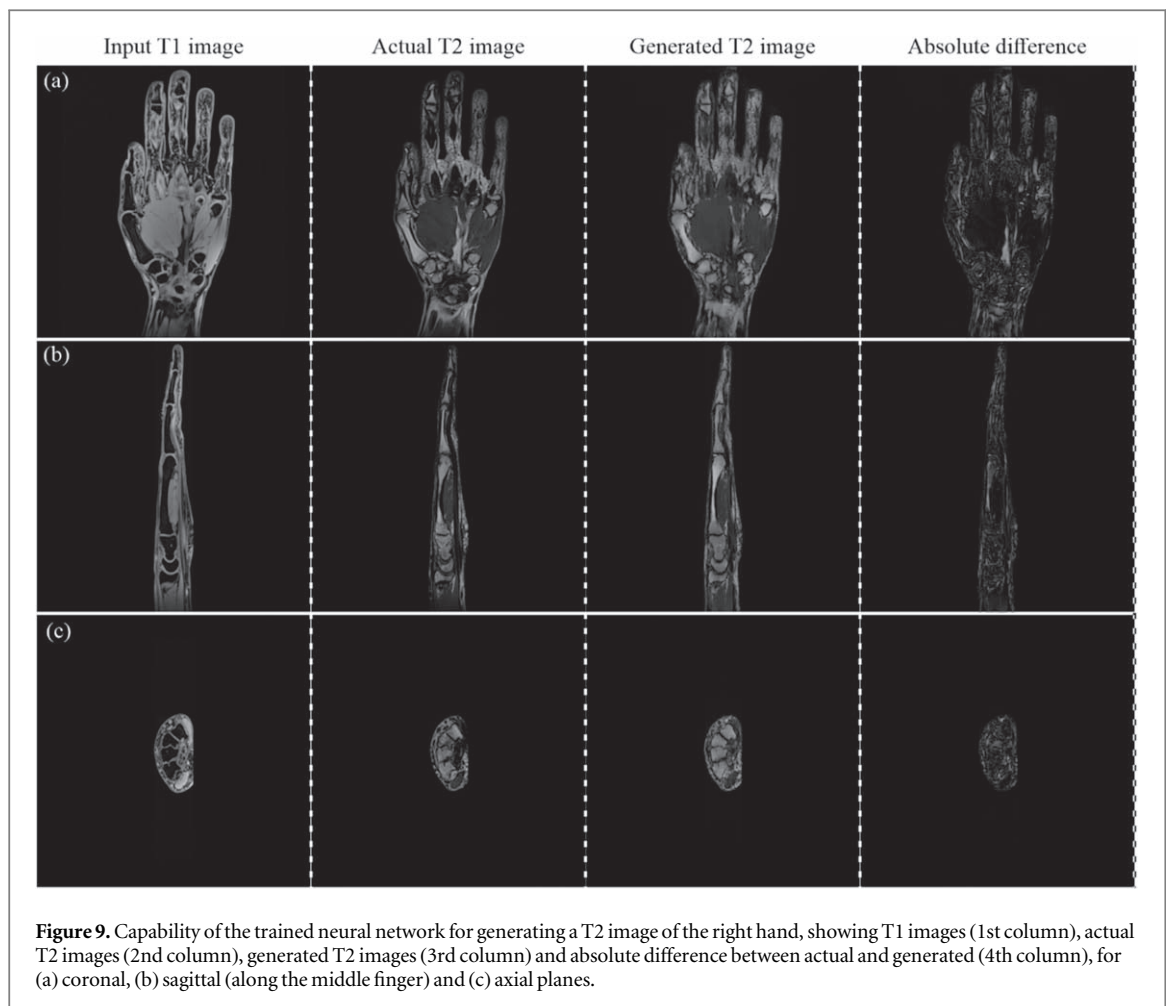 Input T1 image Actual T2 image Generated T2 image Absolute difference
(a)
(b)
(c)
Figure 9. Capability of the trained neural network for generating a T2 image of the right hand, showing T1 images (1st column), actual
T2 images (2nd column), generated T2 images (3rd column) and absolute difference between actual and generated (4th column), for
(a) coronal, (b) sagittal (along the middle finger) and (c) axial planes.